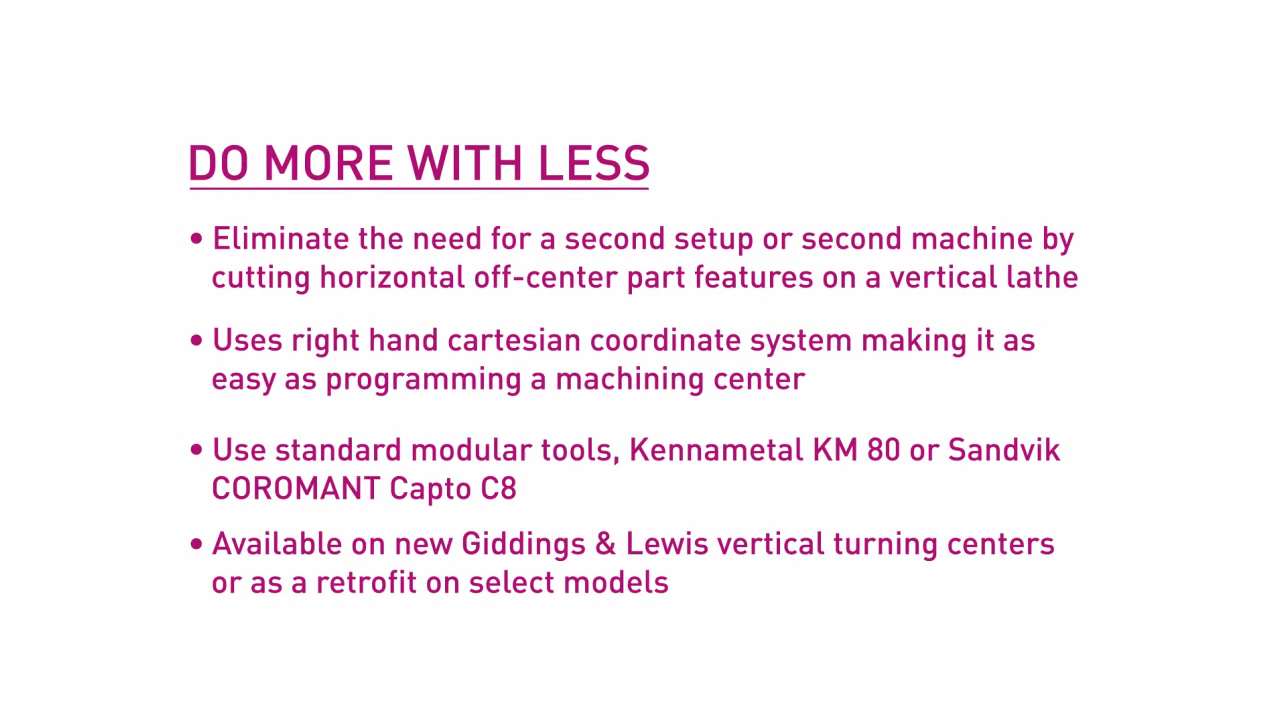 DO MORE WITH LESS
• Eliminate the need for a second setup or second machine by
cutting horizontal off-center part features on a vertical lathe
• Uses right hand cartesian coordinate system making it as
easy as programming a machining center
• Use standard modular tools, Kennametal KM 80 or Sandvik
COROMANT Capto C8
• Available on new Giddings & Lewis vertical turning centers
or as a retrofit on select models